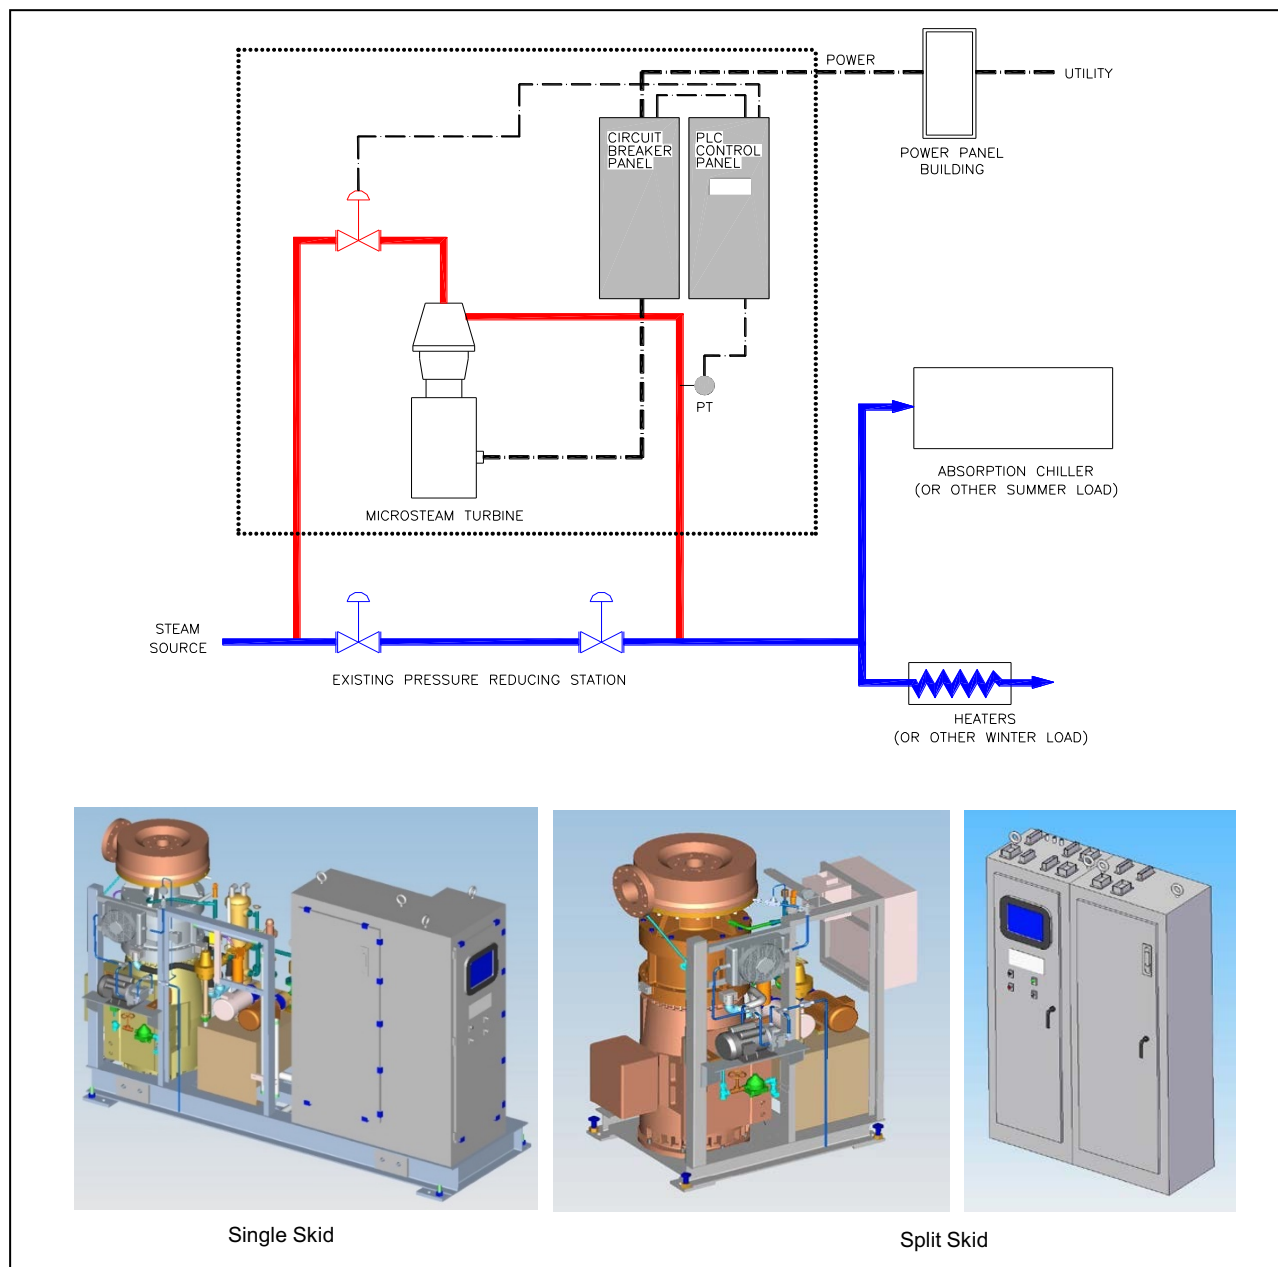 POWER
UTILITY
CIRCUIT
BREAKER
PANEL
PLC
CONTROL
PANEL
POWER PANEL
BUILDING
PT
MICROSTEAM TURBINE
ABSORPTION CHILLER
(OR OTHER SUMMER LOAD)
STEAM
SOURCE
EXISTING PRESSURE REDUCING STATION
HEATERS
(OR OTHER WINTER LOAD)
Single Skid
Split Skid